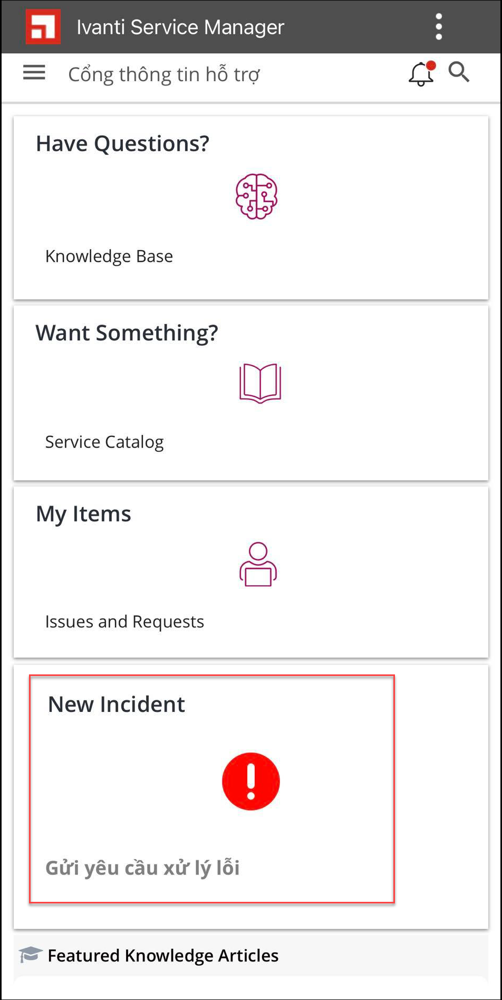 Ivanti Service Manager
Cổng thông tin hỗ trợ
Have Questions?
Knowledge Base
Want Something?
Service Catalog
My Items
Issues and Requests
New Incident
Gửi yêu cầu xử lý lỗi
Featured Knowledge Articles